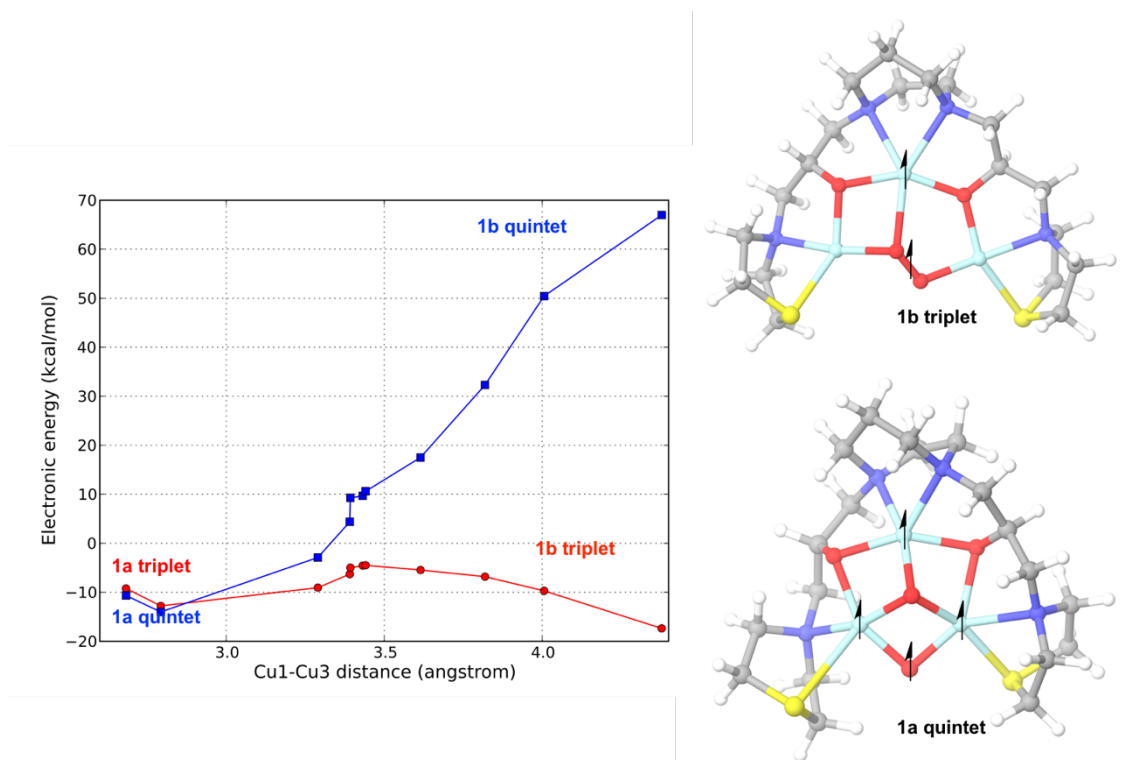 70
60
50
40
30
20
10
0
−10
−20
3.0
3.5
4.0
Electronic energy (kcal/mol)
Cu1-Cu3 distance (angstrom)
1b quintet
1a triplet
1b triplet
1a quintet
1b triplet
1a quintet